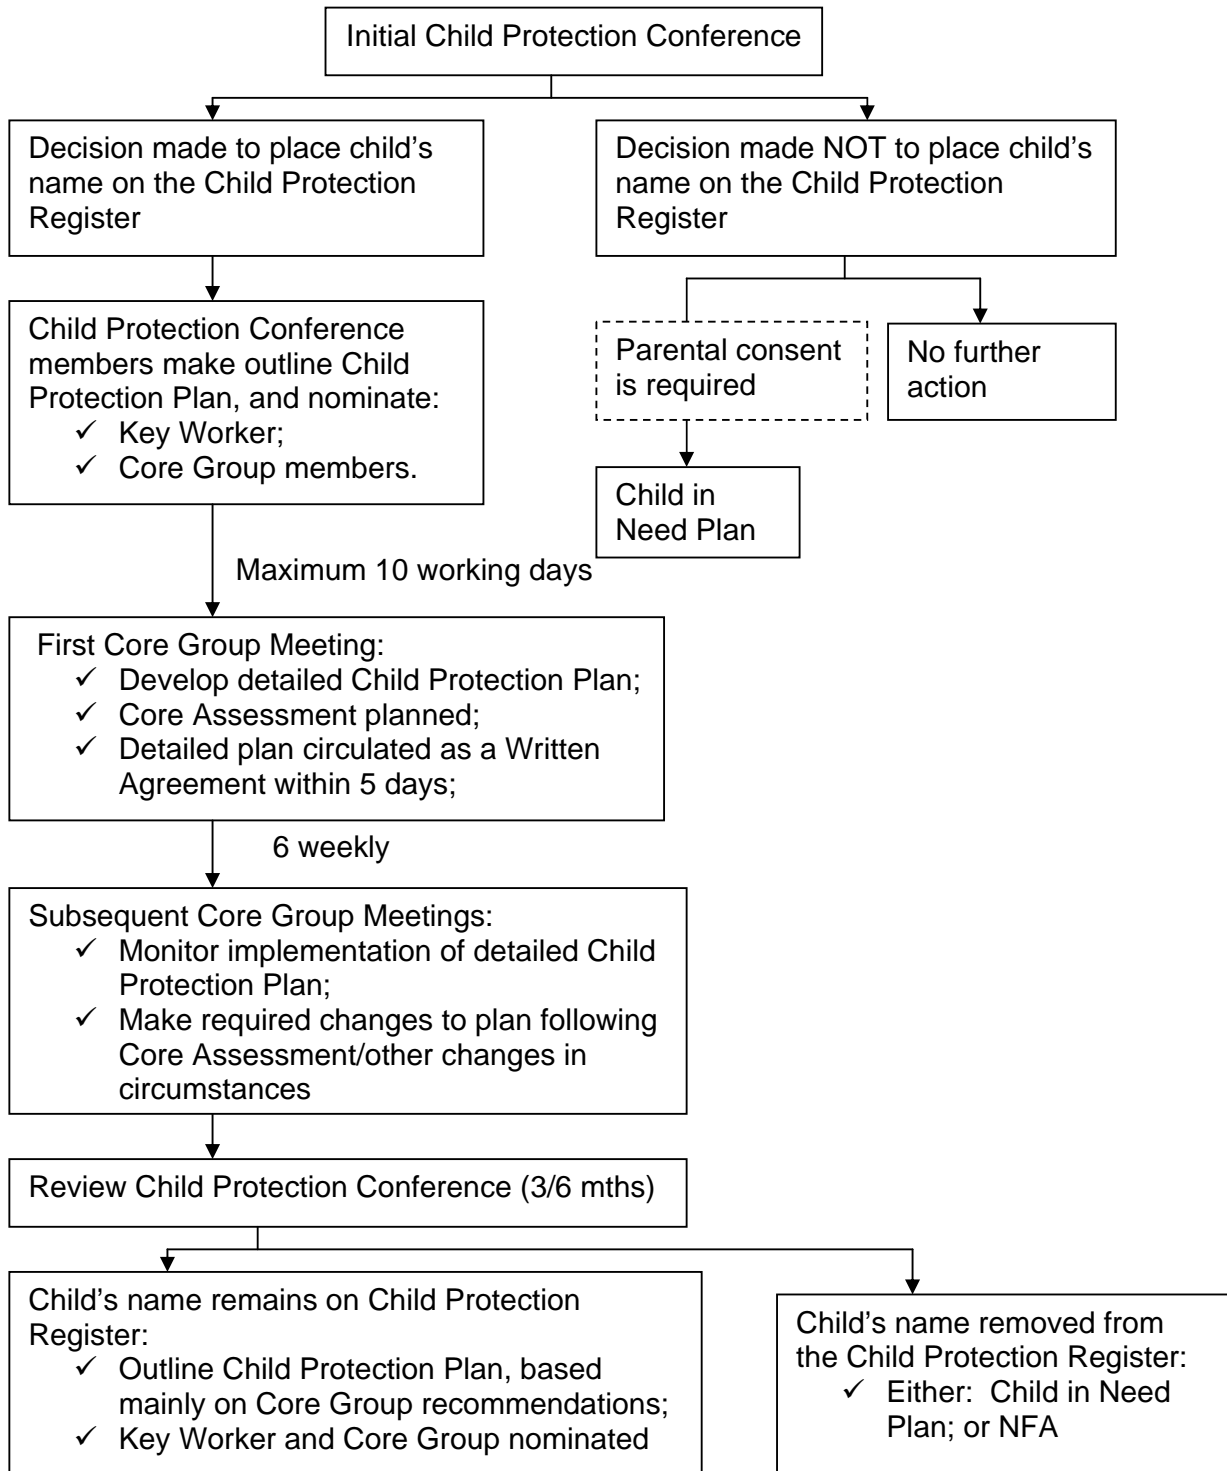 Initial Child Protection Conference
Decision made to place child's
name on the Child Protection
Register
Decision made NOT to place child's
name on the Child Protection
Register
Child Protection Conference
members make outline Child
Protection Plan, and nominate:
✓ Key Worker;
✓ Core Group members.
Parental consent
is required
No further
action
Child in
Need Plan
Maximum 10 working days
First Core Group Meeting:
✓ Develop detailed Child Protection Plan;
✓ Core Assessment planned;
✓ Detailed plan circulated as a Written
Agreement within 5 days;
6 weekly
Subsequent Core Group Meetings:
✓ Monitor implementation of detailed Child
Protection Plan;
✓ Make required changes to plan following
Core Assessment/other changes in
circumstances
Review Child Protection Conference (3/6 mths)
Child's name remains on Child Protection
Register:
✓ Outline Child Protection Plan, based
mainly on Core Group recommendations;
✓ Key Worker and Core Group nominated
Child's name removed from
the Child Protection Register:
✓ Either: Child in Need
Plan; or NFA